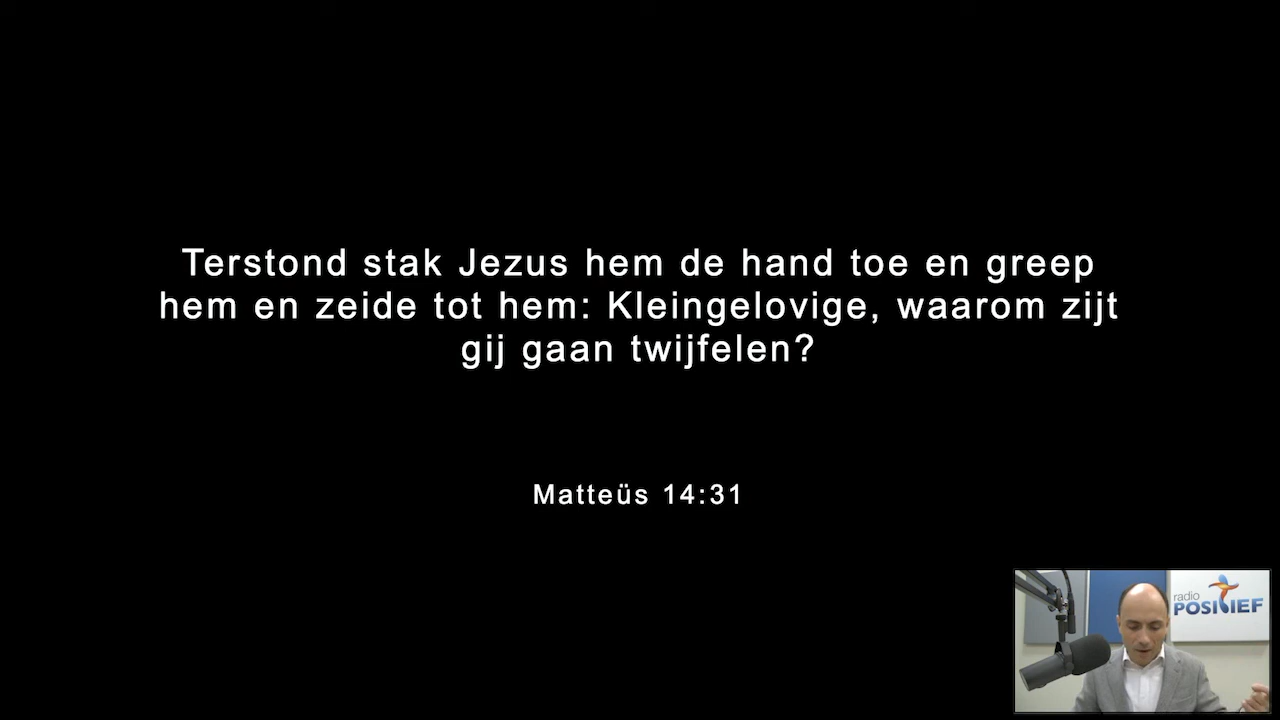 Terstond stak Jezus hem de hand toe en greep
hem en zeide tot hem: Kleingelovige, waarom zijt
gij gaan twijfelen?
Matteüs 14:31
radio
POSITIEF